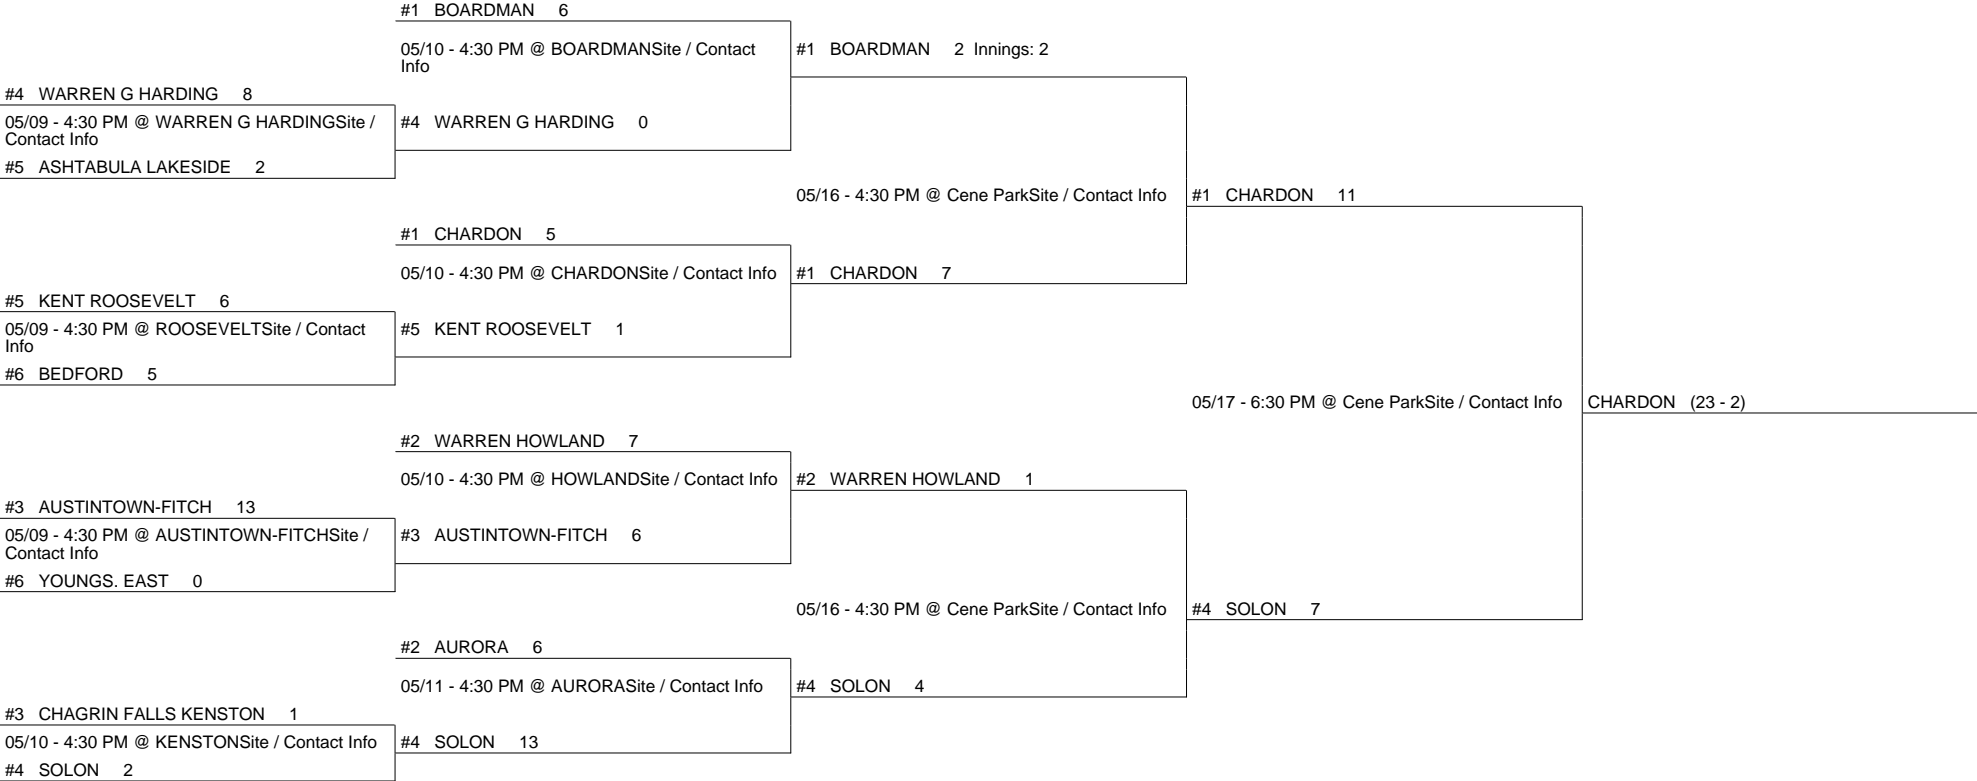 #1 BOARDMAN 6
05/10 - 4:30 PM @ BOARDMANSite / Contact
Info
#1 BOARDMAN 2 Innings: 2
#4 WARREN G HARDING 8
05/09 - 4:30 PM @ WARREN G HARDINGSite /
Contact Info
#4 WARREN G HARDING 0
#5 ASHTABULA LAKESIDE 2
05/16 - 4:30 PM @ Cene ParkSite / Contact Info
#1 CHARDON 11
#1 CHARDON 5
05/10 - 4:30 PM @ CHARDONSite / Contact Info
#1 CHARDON 7
#5 KENT ROOSEVELT 6
05/09 - 4:30 PM @ ROOSEVELTSite / Contact
Info
#5 KENT ROOSEVELT 1
#6 BEDFORD 5
05/17 - 6:30 PM @ Cene ParkSite / Contact Info
CHARDON (23 - 2)
#2 WARREN HOWLAND 7
05/10 - 4:30 PM @ HOWLANDSite / Contact Info
#2 WARREN HOWLAND 1
#3 AUSTINTOWN-FITCH 13
05/09 - 4:30 PM @ AUSTINTOWN-FITCHSite /
Contact Info
#3 AUSTINTOWN-FITCH 6
#6 YOUNGS. EAST 0
05/16 - 4:30 PM @ Cene ParkSite / Contact Info
#4 SOLON 7
#2 AURORA 6
05/11 - 4:30 PM @ AURORASite / Contact Info
#4 SOLON 4
#3 CHAGRIN FALLS KENSTON 1
05/10 - 4:30 PM @ KENSTONSite / Contact Info
#4 SOLON 13
#4 SOLON 2